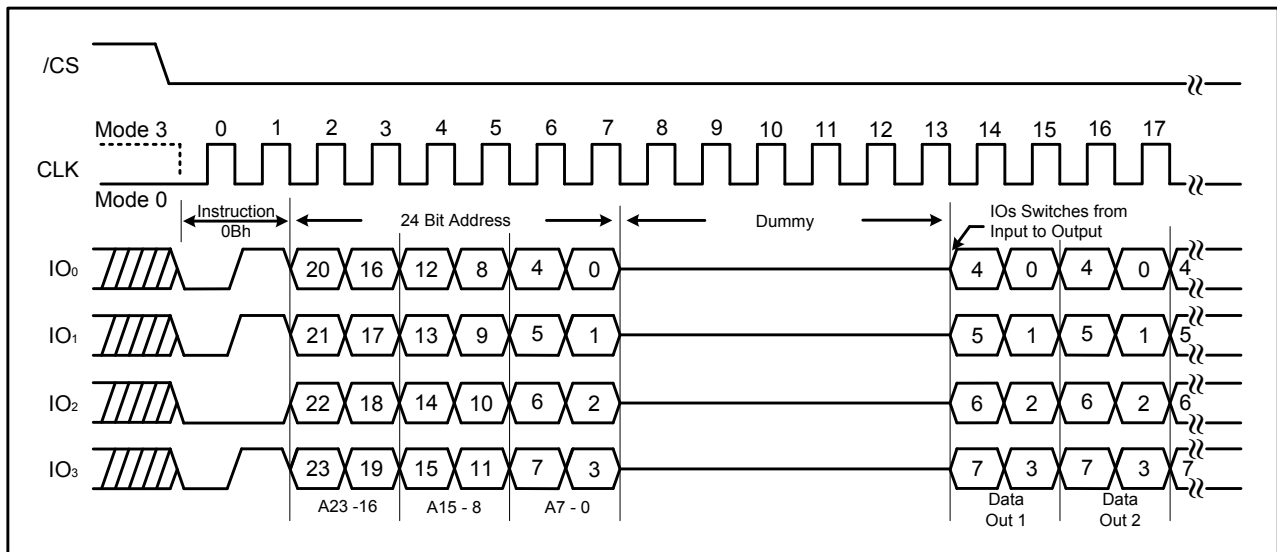 /CS
Mode 3 0 1 2 3 4 5 6 7 8 9 10 11 12 13 14 15 16 17
CLK
Mode 0
Instruction
0Bh
24 Bit Address
Dummy
IOs Switches from
Input to Output
IO₀ 20 16 12 8 4 0 4 0 4 0 4
IO₁ 21 17 13 9 5 1 5 1 5 1 5
IO₂ 22 18 14 10 6 2 6 2 6 2 6
IO₃ 23 19 15 11 7 3 7 3 7 3 7
A23 -16 A15 - 8 A7 - 0
Data
Out 1
Data
Out 2